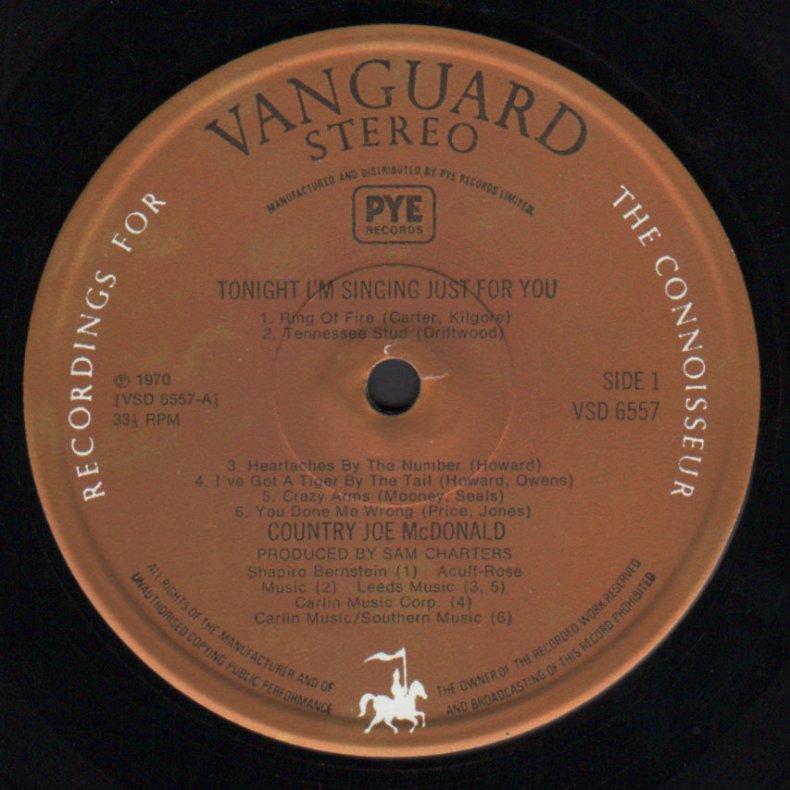 VANGUARD
STEREO
MANUFACTURED AND DISTRIBUTED BY PYE RECORDS LIMITED.
PYE
RECORDS
RECORDINGS FOR
THE CONNOISSEUR
TONIGHT I'M SINGING JUST FOR YOU
1. Ring Of Fire (Carter, Kilgore)
2. Tennessee Stud (Driftwood)
℗ 1970
[VSD 6557-A]
33⅓ RPM
SIDE 1
VSD 6557
3. Heartaches By The Number (Howard)
4. I've Got A Tiger By The Tail (Howard, Owens)
5. Crazy Arms (Mooney, Seals)
6. You Done Me Wrong (Price, Jones)
COUNTRY JOE McDONALD
PRODUCED BY SAM CHARTERS
Shapiro Bernstein (1) Acuff-Rose
Music (2) Leeds Music (3, 5)
Carlin Music Corp. (4)
Carlin Music/Southern Music (6)
ALL RIGHTS OF THE MANUFACTURER AND OF
THE OWNER OF THE RECORDED WORK RESERVED
UNAUTHORISED COPYING PUBLIC PERFORMANCE
AND BROADCASTING OF THIS RECORD PROHIBITED